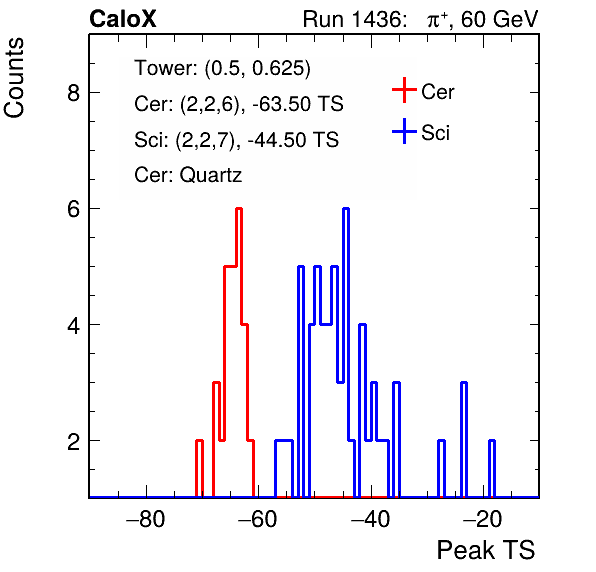 CaloX Run 1436: π⁺, 60 GeV
Counts
Tower: (0.5, 0.625)
Cer: (2,2,6), -63.50 TS
Sci: (2,2,7), -44.50 TS
Cer: Quartz
Cer
Sci
8
6
4
2
−80 −60 −40 −20
Peak TS